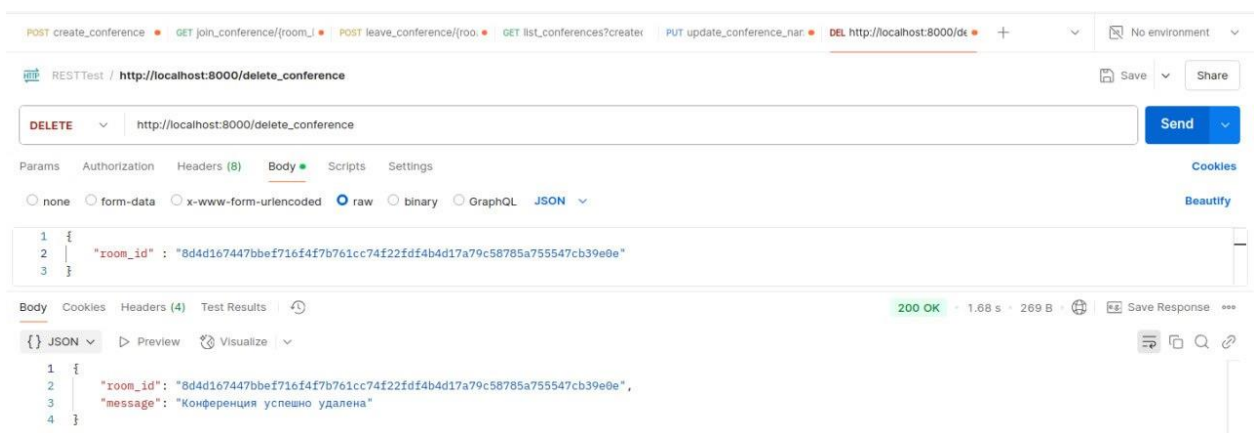 POST create_conference GET join_conference/{room_i POST leave_conference/{roo. GET list_conferences?created PUT update_conference_nar. DEL http://localhost:8000/de No environment
HTTP RESTTest / http://localhost:8000/delete_conference Save Share
DELETE http://localhost:8000/delete_conference Send
Params Authorization Headers (8) Body Scripts Settings Cookies
none form-data x-www-form-urlencoded raw binary GraphQL JSON Beautify
1 {
2 "room_id" : "8d4d167447bbef716f4f7b761cc74f22fdf4b4d17a79c58785a755547cb39e0e"
3 }
Body Cookies Headers (4) Test Results 200 OK 1.68 s 269 B e.g. Save Response
{} JSON Preview Visualize
1 {
2 "room_id": "8d4d167447bbef716f4f7b761cc74f22fdf4b4d17a79c58785a755547cb39e0e",
3 "message": "Конференция успешно удалена"
4 }